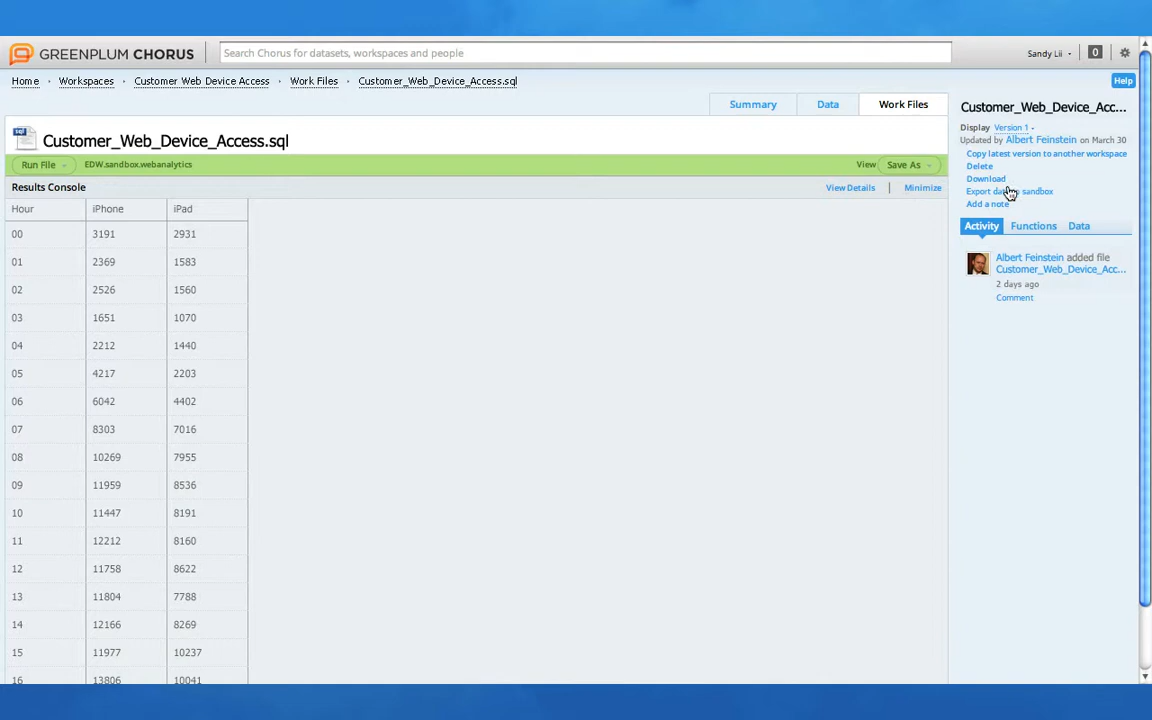 GREENPLUM CHORUS
Search Chorus for datasets, workspaces and people
Sandy Lii
0
Home
Workspaces
Customer Web Device Access
Work Files
Customer_Web_Device_Access.sql
Help
Summary
Data
Work Files
sql
Customer_Web_Device_Access.sql
Run File
EDW.sandbox.webanalytics
View
Save As
Results Console
View Details
Minimize
Hour iPhone iPad
00 3191 2931
01 2369 1583
02 2526 1560
03 1651 1070
04 2212 1440
05 4217 2203
06 6042 4402
07 8303 7016
08 10269 7955
09 11959 8536
10 11447 8191
11 12212 8160
12 11758 8622
13 11804 7788
14 12166 8269
15 11977 10237
16 13806 10041
Customer_Web_Device_Acc...
Display Version 1
Updated by Albert Feinstein on March 30
Copy latest version to another workspace
Delete
Download
Export sandbox
Add a note
Activity
Functions
Data
Albert Feinstein added file
Customer_Web_Device_Acc...
2 days ago
Comment